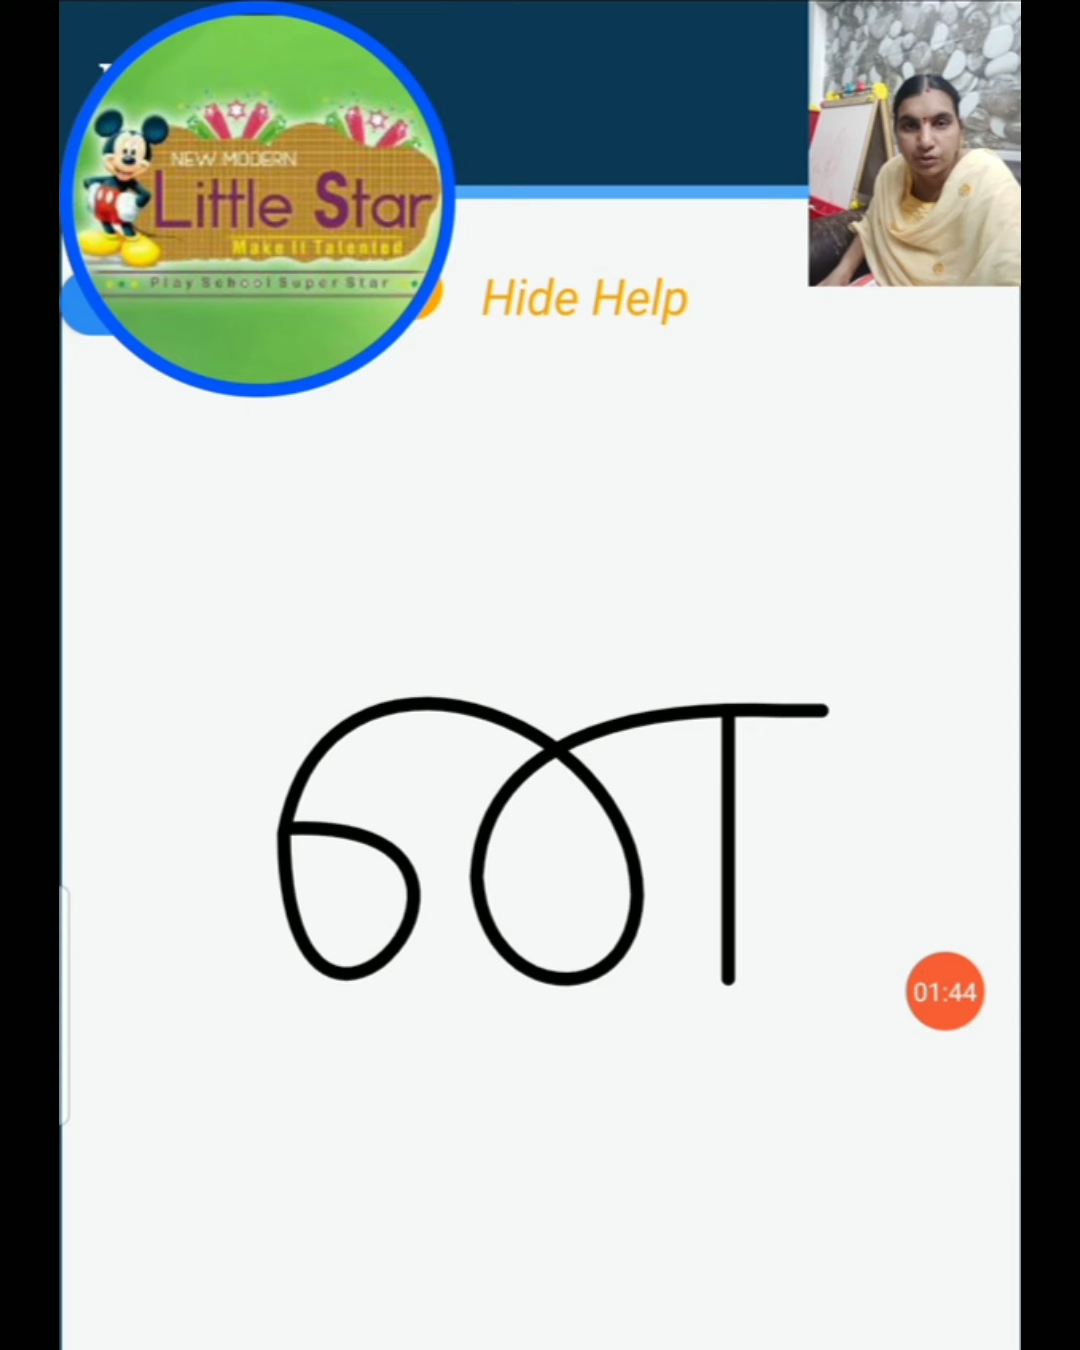 NEW MODERN
Little Star
Make It Talented
Play School Super Star
Hide Help
ன
01:44